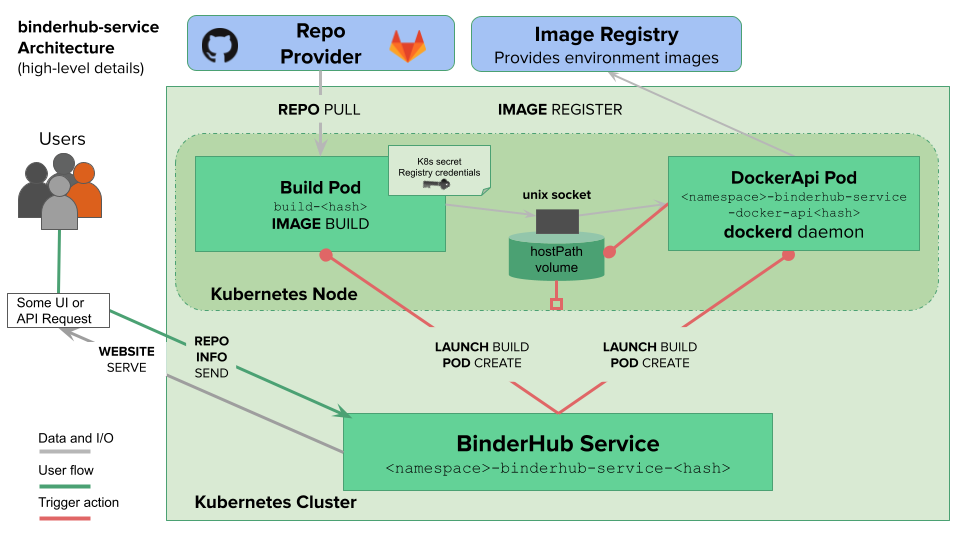 binderhub-service
Architecture
(high-level details)
Repo
Provider
Image Registry
Provides environment images
REPO PULL
IMAGE REGISTER
Users
K8s secret
Registry credentials
Build Pod
build-<hash>
IMAGE BUILD
unix socket
hostPath
volume
DockerApi Pod
<namespace>-binderhub-service
-docker-api<hash>
dockerd daemon
Kubernetes Node
Some UI or
API Request
WEBSITE
SERVE
REPO
INFO
SEND
LAUNCH BUILD
POD CREATE
LAUNCH BUILD
POD CREATE
BinderHub Service
<namespace>-binderhub-service-<hash>
Kubernetes Cluster
Data and I/O
User flow
Trigger action